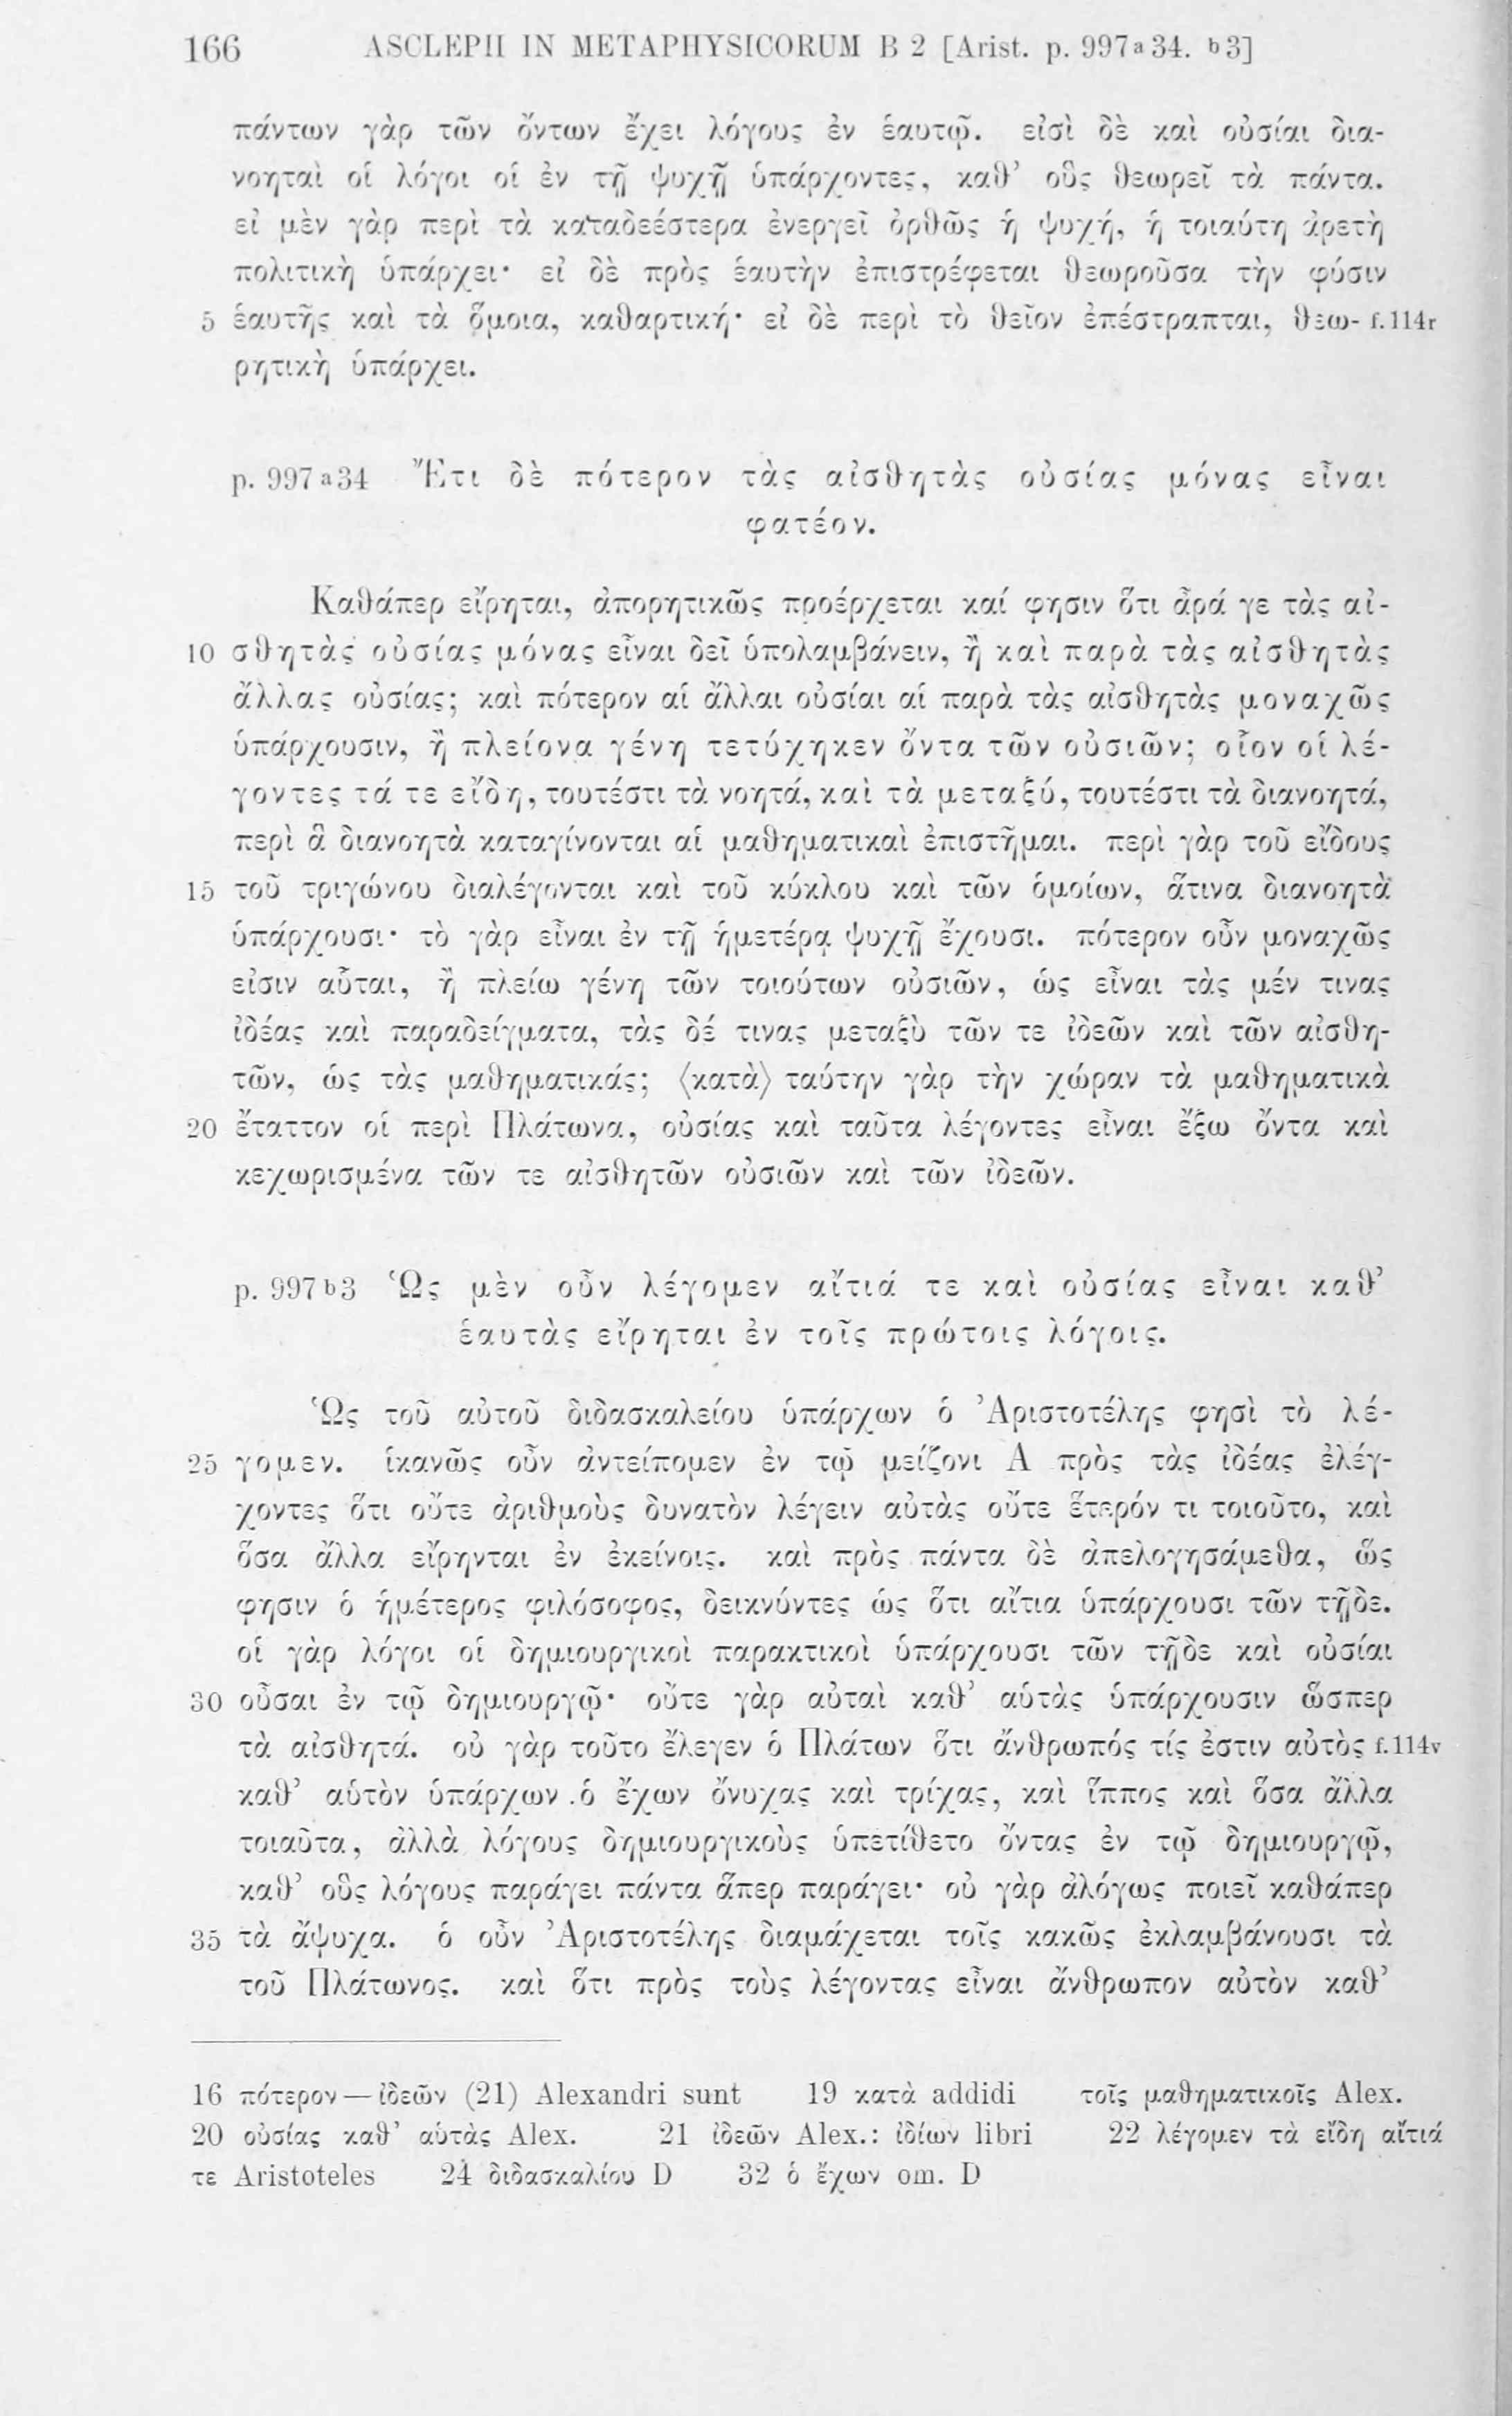 166 ASCLEPII IN METAPHYSICORUM B 2 [Arist. p. 997a34. b3]
πάντων γὰρ τῶν ὄντων ἔχει λόγους ἐν ἑαυτῷ. εἰσὶ δὲ καὶ οὐσίαι δια-
νοηταὶ οἱ λόγοι οἱ ἐν τῇ ψυχῇ ὑπάρχοντες, καθ’ οὓς θεωρεῖ τὰ πάντα.
εἰ μὲν γὰρ περὶ τὰ καταδεέστερα ἐνεργεῖ ὀρθῶς ἡ ψυχή, ἡ τοιαύτη ἀρετὴ
πολιτικὴ ὑπάρχει· εἰ δὲ πρὸς ἑαυτὴν ἐπιστρέφεται θεωροῦσα τὴν φύσιν
5 ἑαυτῆς καὶ τὰ ὅμοια, καθαρτική· εἰ δὲ περὶ τὸ θεῖον ἐπέστραπται, θεω- f.114r
ρητικὴ ὑπάρχει.
p. 997a34 Ἔτι δὲ πότερον τὰς αἰσθητὰς οὐσίας μόνας εἶναι
φατέον.
Καθάπερ εἴρηται, ἀπορητικῶς προέρχεται καί φησιν ὅτι ἆρά γε τὰς αἰ-
10 σθητὰς οὐσίας μόνας εἶναι δεῖ ὑπολαμβάνειν, ἢ καὶ παρὰ τὰς αἰσθητὰς
ἄλλας οὐσίας; καὶ πότερον αἱ ἄλλαι οὐσίαι αἱ παρὰ τὰς αἰσθητὰς μοναχῶς
ὑπάρχουσιν, ἢ πλείονα γένη τετύχηκεν ὄντα τῶν οὐσιῶν; οἷον οἱ λέ-
γοντες τά τε εἴδη, τουτέστι τὰ νοητά, καὶ τὰ μεταξύ, τουτέστι τὰ διανοητά,
περὶ ἃ διανοητὰ καταγίνονται αἱ μαθηματικαὶ ἐπιστῆμαι. περὶ γὰρ τοῦ εἴδους
15 τοῦ τριγώνου διαλέγονται καὶ τοῦ κύκλου καὶ τῶν ὁμοίων, ἅτινα διανοητὰ
ὑπάρχουσι· τὸ γὰρ εἶναι ἐν τῇ ἡμετέρᾳ ψυχῇ ἔχουσι. πότερον οὖν μοναχῶς
εἰσιν αὗται, ἢ πλείω γένη τῶν τοιούτων οὐσιῶν, ὡς εἶναι τὰς μέν τινας
ἰδέας καὶ παραδείγματα, τὰς δέ τινας μεταξὺ τῶν τε ἰδεῶν καὶ τῶν αἰσθη-
τῶν, ὡς τὰς μαθηματικάς; ⟨κατὰ⟩ ταύτην γὰρ τὴν χώραν τὰ μαθηματικὰ
20 ἔταττον οἱ περὶ Πλάτωνα, οὐσίας καὶ ταῦτα λέγοντες εἶναι ἔξω ὄντα καὶ
κεχωρισμένα τῶν τε αἰσθητῶν οὐσιῶν καὶ τῶν ἰδεῶν.
p. 997b3 Ὡς μὲν οὖν λέγομεν αἴτιά τε καὶ οὐσίας εἶναι καθ’
ἑαυτὰς εἴρηται ἐν τοῖς πρώτοις λόγοις.
Ὡς τοῦ αὐτοῦ διδασκαλείου ὑπάρχων ὁ Ἀριστοτέλης φησὶ τὸ λέ-
25 γομεν. ἱκανῶς οὖν ἀντείπομεν ἐν τῷ μείζονι Α πρὸς τὰς ἰδέας ἐλέγ-
χοντες ὅτι οὔτε ἀριθμοὺς δυνατὸν λέγειν αὐτὰς οὔτε ἕτερόν τι τοιοῦτο, καὶ
ὅσα ἄλλα εἴρηνται ἐν ἐκείνοις. καὶ πρὸς πάντα δὲ ἀπελογησάμεθα, ὥς
φησιν ὁ ἡμέτερος φιλόσοφος, δεικνύντες ὡς ὅτι αἴτια ὑπάρχουσι τῶν τῇδε.
οἱ γὰρ λόγοι οἱ δημιουργικοὶ παρακτικοὶ ὑπάρχουσι τῶν τῇδε καὶ οὐσίαι
30 οὖσαι ἐν τῷ δημιουργῷ· οὔτε γὰρ αὐταὶ καθ’ αὑτὰς ὑπάρχουσιν ὥσπερ
τὰ αἰσθητά. οὐ γὰρ τοῦτο ἔλεγεν ὁ Πλάτων ὅτι ἄνθρωπός τίς ἐστιν αὐτὸς f.114v
καθ’ αὑτὸν ὑπάρχων ὁ ἔχων ὄνυχας καὶ τρίχας, καὶ ἵππος καὶ ὅσα ἄλλα
τοιαῦτα, ἀλλὰ λόγους δημιουργικοὺς ὑπετίθετο ὄντας ἐν τῷ δημιουργῷ,
καθ’ οὓς λόγους παράγει πάντα ἅπερ παράγει· οὐ γὰρ ἀλόγως ποιεῖ καθάπερ
35 τὰ ἄψυχα. ὁ οὖν Ἀριστοτέλης διαμάχεται τοῖς κακῶς ἐκλαμβάνουσι τὰ
τοῦ Πλάτωνος. καὶ ὅτι πρὸς τοὺς λέγοντας εἶναι ἄνθρωπον αὐτὸν καθ’
16 πότερον — ἰδεῶν (21) Alexandri sunt 19 κατὰ addidi τοῖς μαθηματικοῖς Alex.
20 οὐσίας καθ’ αὑτὰς Alex. 21 ἰδεῶν Alex.: ἰδίων libri 22 λέγομεν τὰ εἴδη αἴτιά
τε Aristoteles 24 διδασκαλίου D 32 ὁ ἔχων om. D